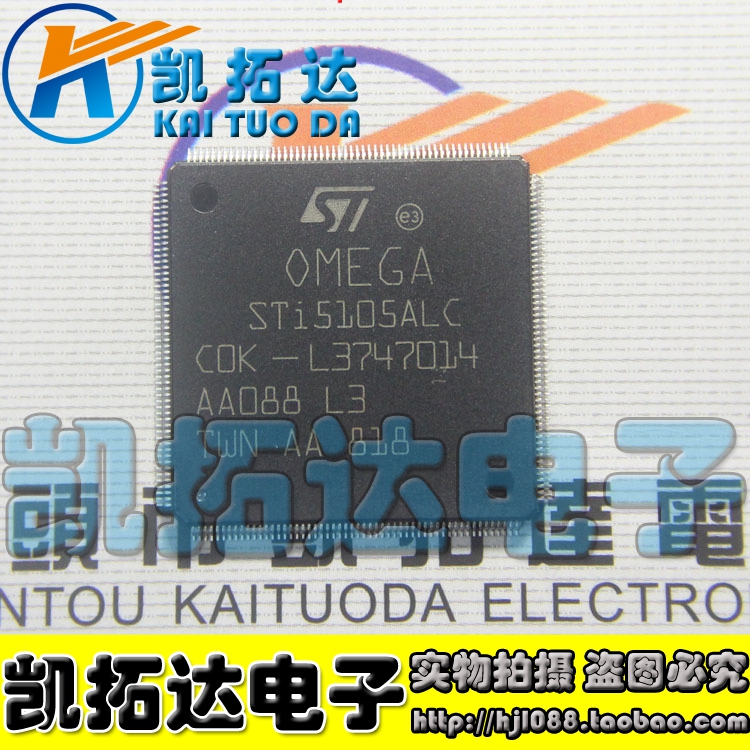 凯拓达
KAI TUO DA
ST
e3
OMEGA
STi5105ALC
COK-L3747014
AA088 L3
TWN AA 818
凯拓达电子
NTOU KAITUODA ELECTRO
凯拓达电子
实物拍摄 盗图必究
http://hjl088.taobao.com